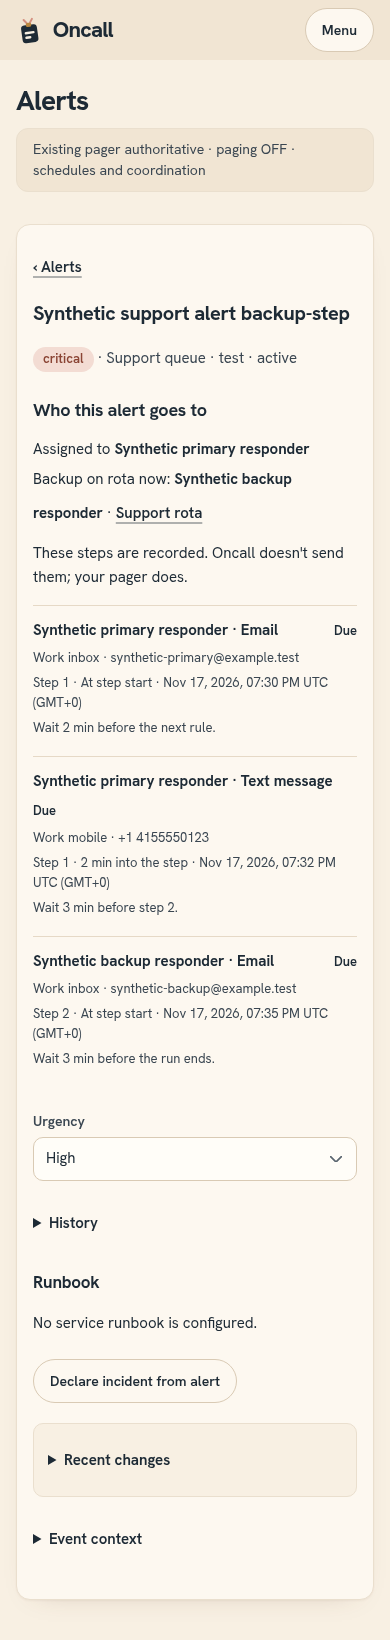 Oncall
Menu
Alerts
Existing pager authoritative · paging OFF ·
schedules and coordination
‹ Alerts
Synthetic support alert backup-step
critical · Support queue · test · active
Who this alert goes to
Assigned to Synthetic primary responder
Backup on rota now: Synthetic backup
responder · Support rota
These steps are recorded. Oncall doesn't send
them; your pager does.
Synthetic primary responder · Email Due
Work inbox · synthetic-primary@example.test
Step 1 · At step start · Nov 17, 2026, 07:30 PM UTC
(GMT+0)
Wait 2 min before the next rule.
Synthetic primary responder · Text message
Due
Work mobile · +1 4155550123
Step 1 · 2 min into the step · Nov 17, 2026, 07:32 PM
UTC (GMT+0)
Wait 3 min before step 2.
Synthetic backup responder · Email Due
Work inbox · synthetic-backup@example.test
Step 2 · At step start · Nov 17, 2026, 07:35 PM UTC
(GMT+0)
Wait 3 min before the run ends.
Urgency
High
History
Runbook
No service runbook is configured.
Declare incident from alert
Recent changes
Event context